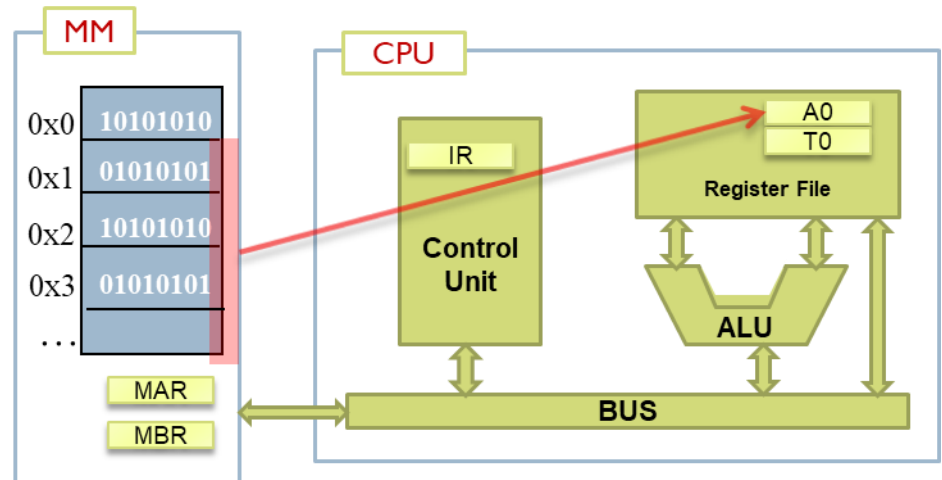 MM
CPU
0x0 10101010
0x1 01010101
0x2 10101010
0x3 01010101
...
MAR
MBR
IR
Control
Unit
A0
T0
Register File
ALU
BUS